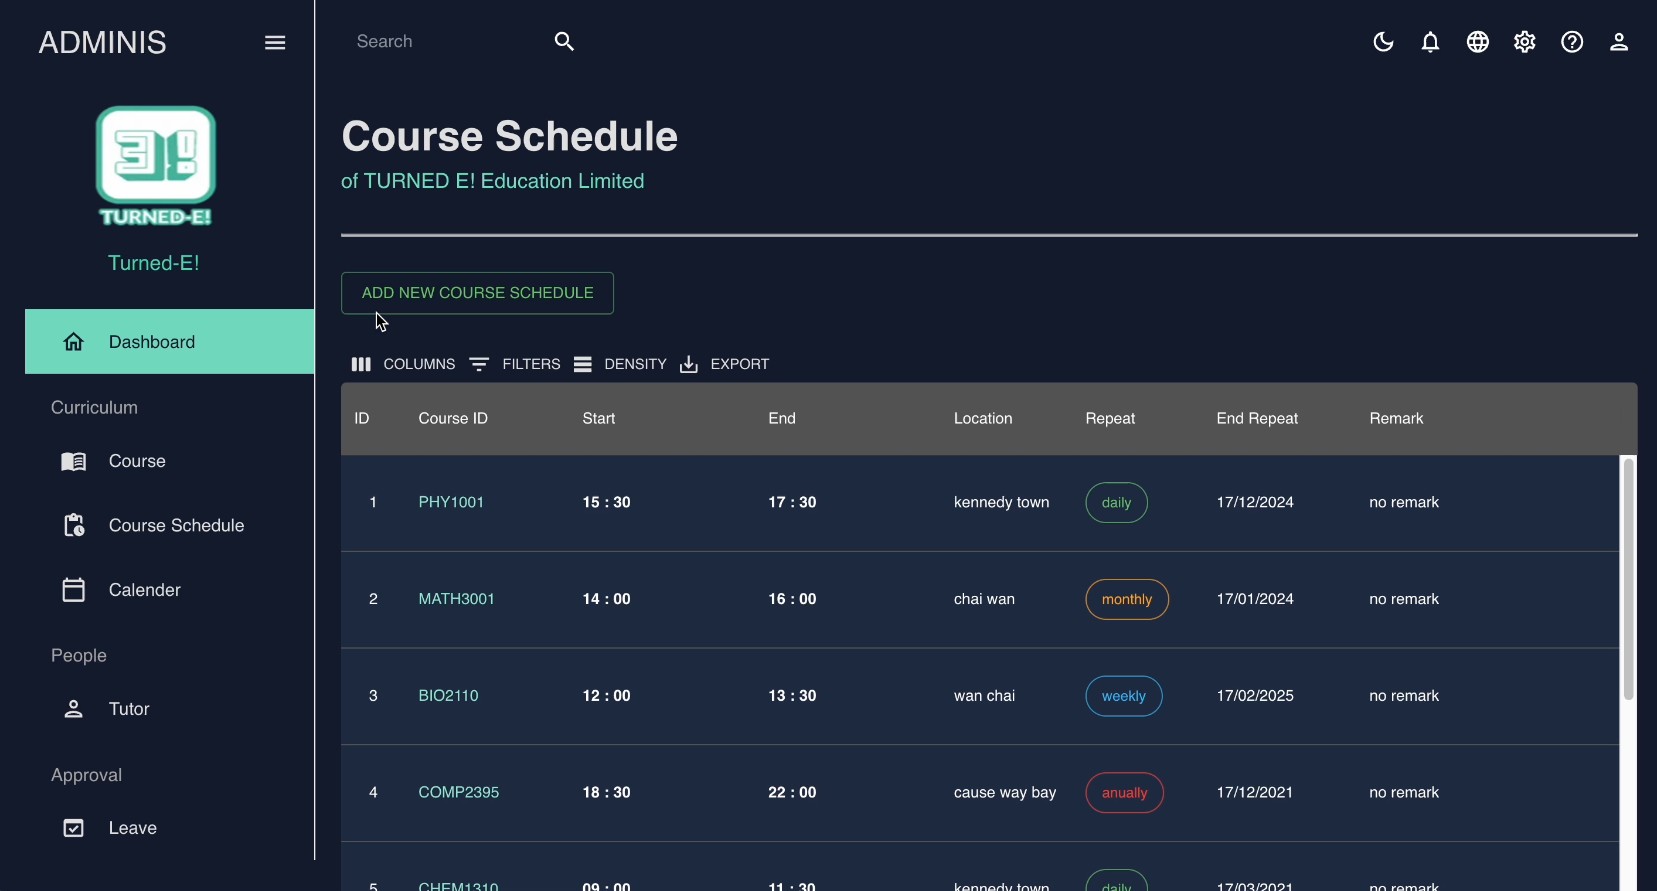 ADMINIS
Search
TURNED-E!
Turned-E!
Dashboard
Curriculum
Course
Course Schedule
Calender
People
Tutor
Approval
Leave
Course Schedule
of TURNED E! Education Limited
ADD NEW COURSE SCHEDULE
COLUMNS FILTERS DENSITY EXPORT
ID Course ID Start End Location Repeat End Repeat Remark
1 PHY1001 15 : 30 17 : 30 kennedy town daily 17/12/2024 no remark
2 MATH3001 14 : 00 16 : 00 chai wan monthly 17/01/2024 no remark
3 BIO2110 12 : 00 13 : 30 wan chai weekly 17/02/2025 no remark
4 COMP2395 18 : 30 22 : 00 cause way bay anually 17/12/2021 no remark
5 CHEM1310 09 : 00 11 : 30 kennedy town daily 17/03/2021 no remark